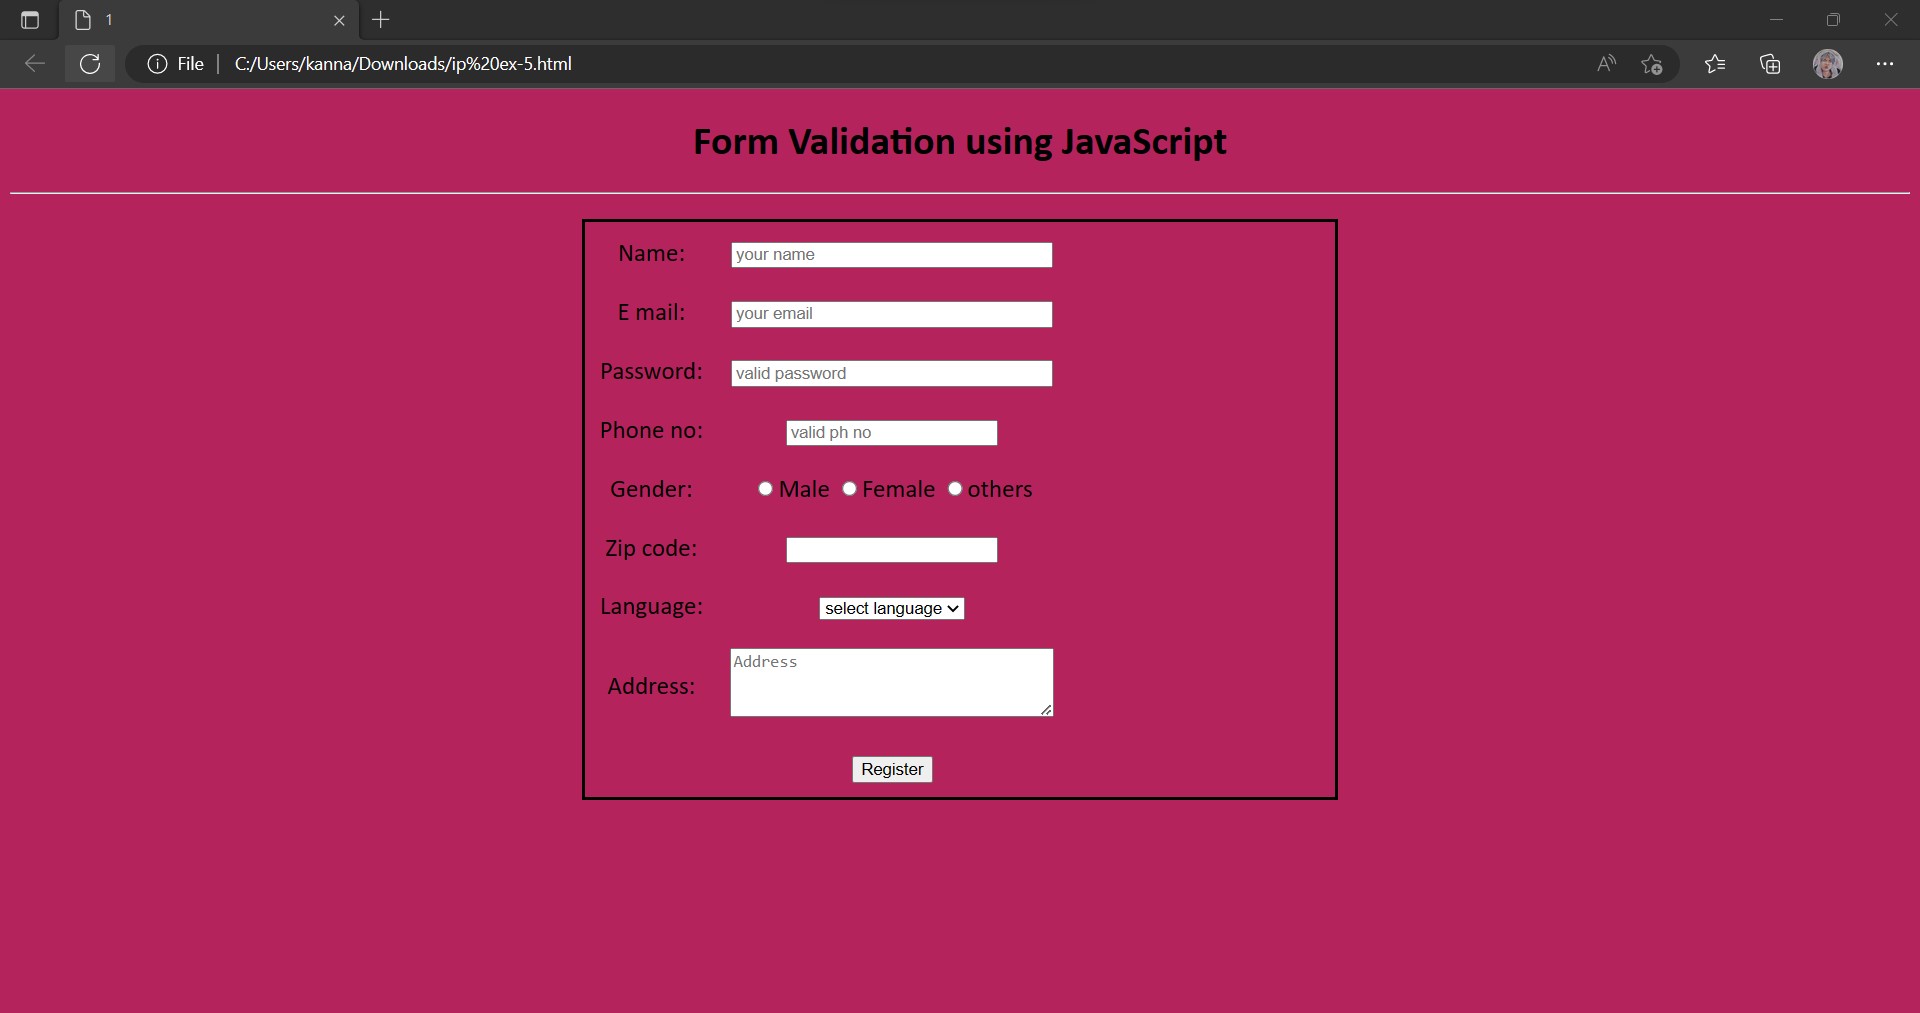 1
File
C:/Users/kanna/Downloads/ip%20ex-5.html
Form Validation using JavaScript
Name: your name
E mail: your email
Password: valid password
Phone no: valid ph no
Gender: Male Female others
Zip code:
Language: select language
Address: Address
Register